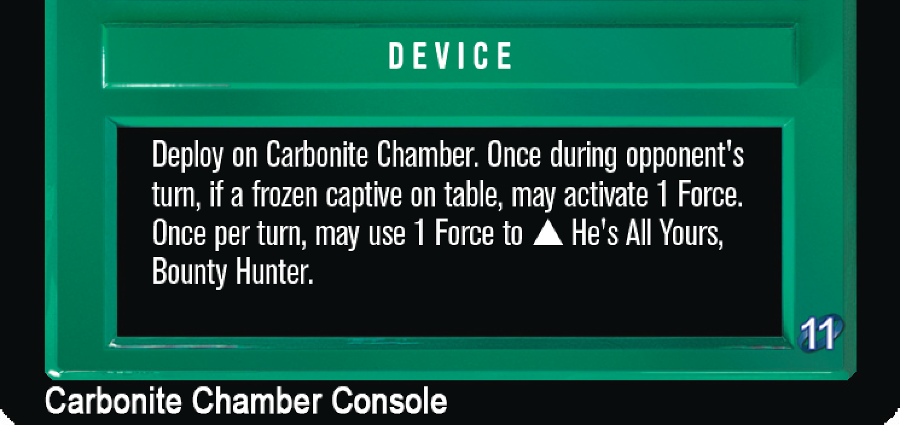 DEVICE
Deploy on Carbonite Chamber. Once during opponent's
turn, if a frozen captive on table, may activate 1 Force.
Once per turn, may use 1 Force to ▲ He's All Yours,
Bounty Hunter.
11
Carbonite Chamber Console